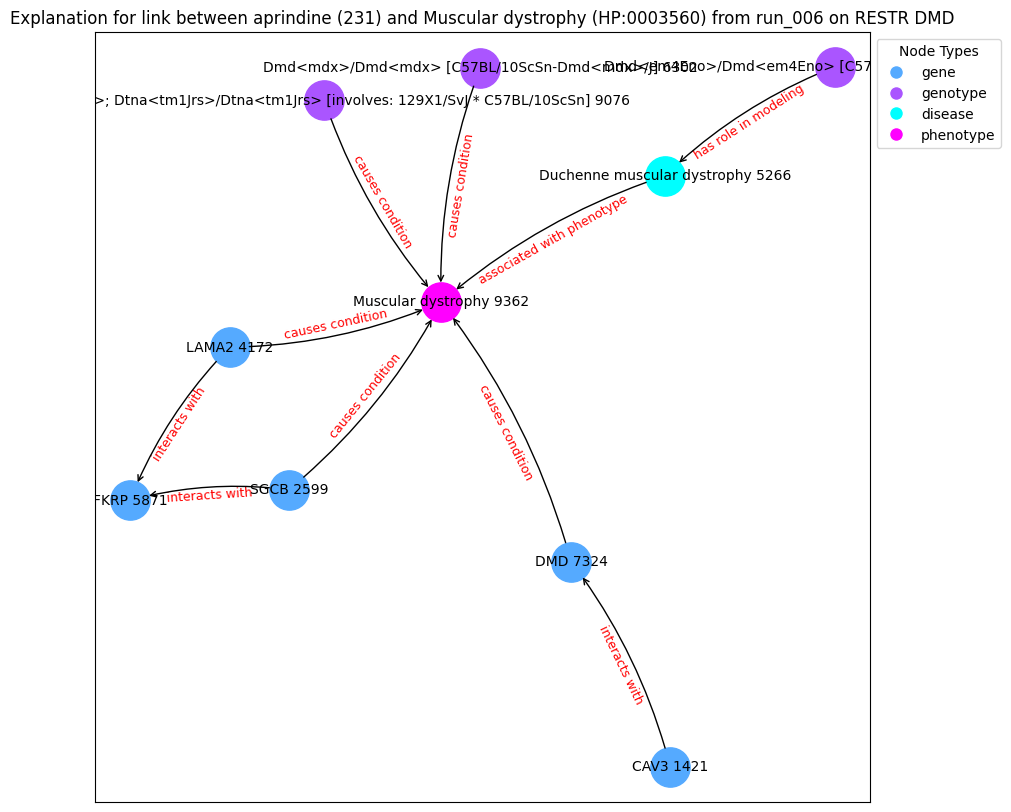 Explanation for link between aprindine (231) and Muscular dystrophy (HP:0003560) from run_006 on RESTR DMD
Node Types
gene
genotype
disease
phenotype
Dmd<mdx>/Dmd<mdx> [C57BL/10ScSn-Dmd<mdx>/J] 6302
Dmd<em4Eno>/Dmd<em4Eno> [C57
>; Dtna<tm1Jrs>/Dtna<tm1Jrs> [involves: 129X1/SvJ * C57BL/10ScSn] 9076
has role in modeling
causes condition
causes condition
Duchenne muscular dystrophy 5266
associated with phenotype
Muscular dystrophy 9362
causes condition
LAMA2 4172
causes condition
interacts with
causes condition
SGCB 2599
interacts with
FKRP 5871
DMD 7324
interacts with
CAV3 1421